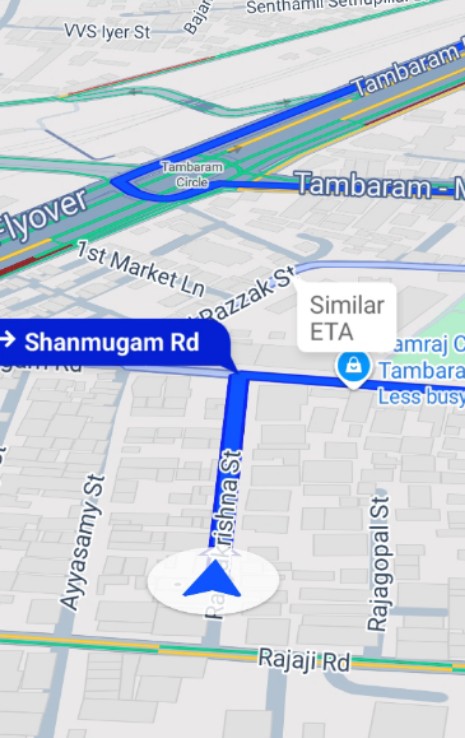 VVS Iyer St
Senthamil Sethupillai
Tambaram
Tambaram
Circle
Flyover
Tambaram -
1st Market Ln
Razzak St
Similar
ETA
→ Shanmugam Rd
Rd
Tambara
Less busy
krishna St
Ayyasamy St
Rajagopal St
Rajaji Rd